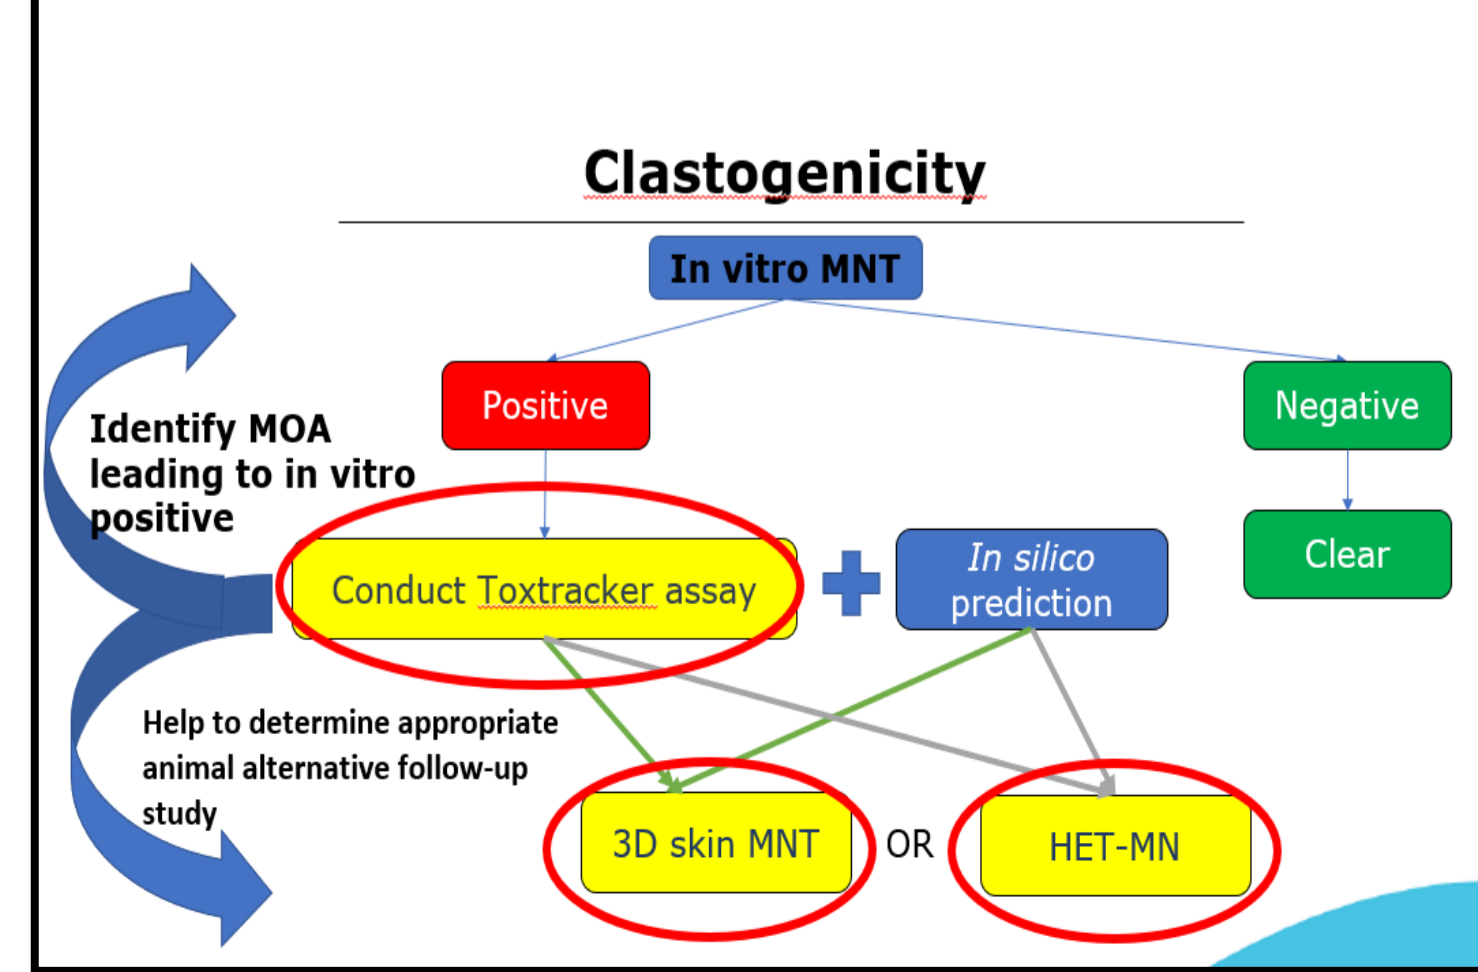 Clastogenicity
In vitro MNT
Positive
Negative
Identify MOA
leading to in vitro
positive
Conduct Toxtracker assay
In silico
prediction
Clear
Help to determine appropriate
animal alternative follow-up
study
3D skin MNT
OR
HET-MN